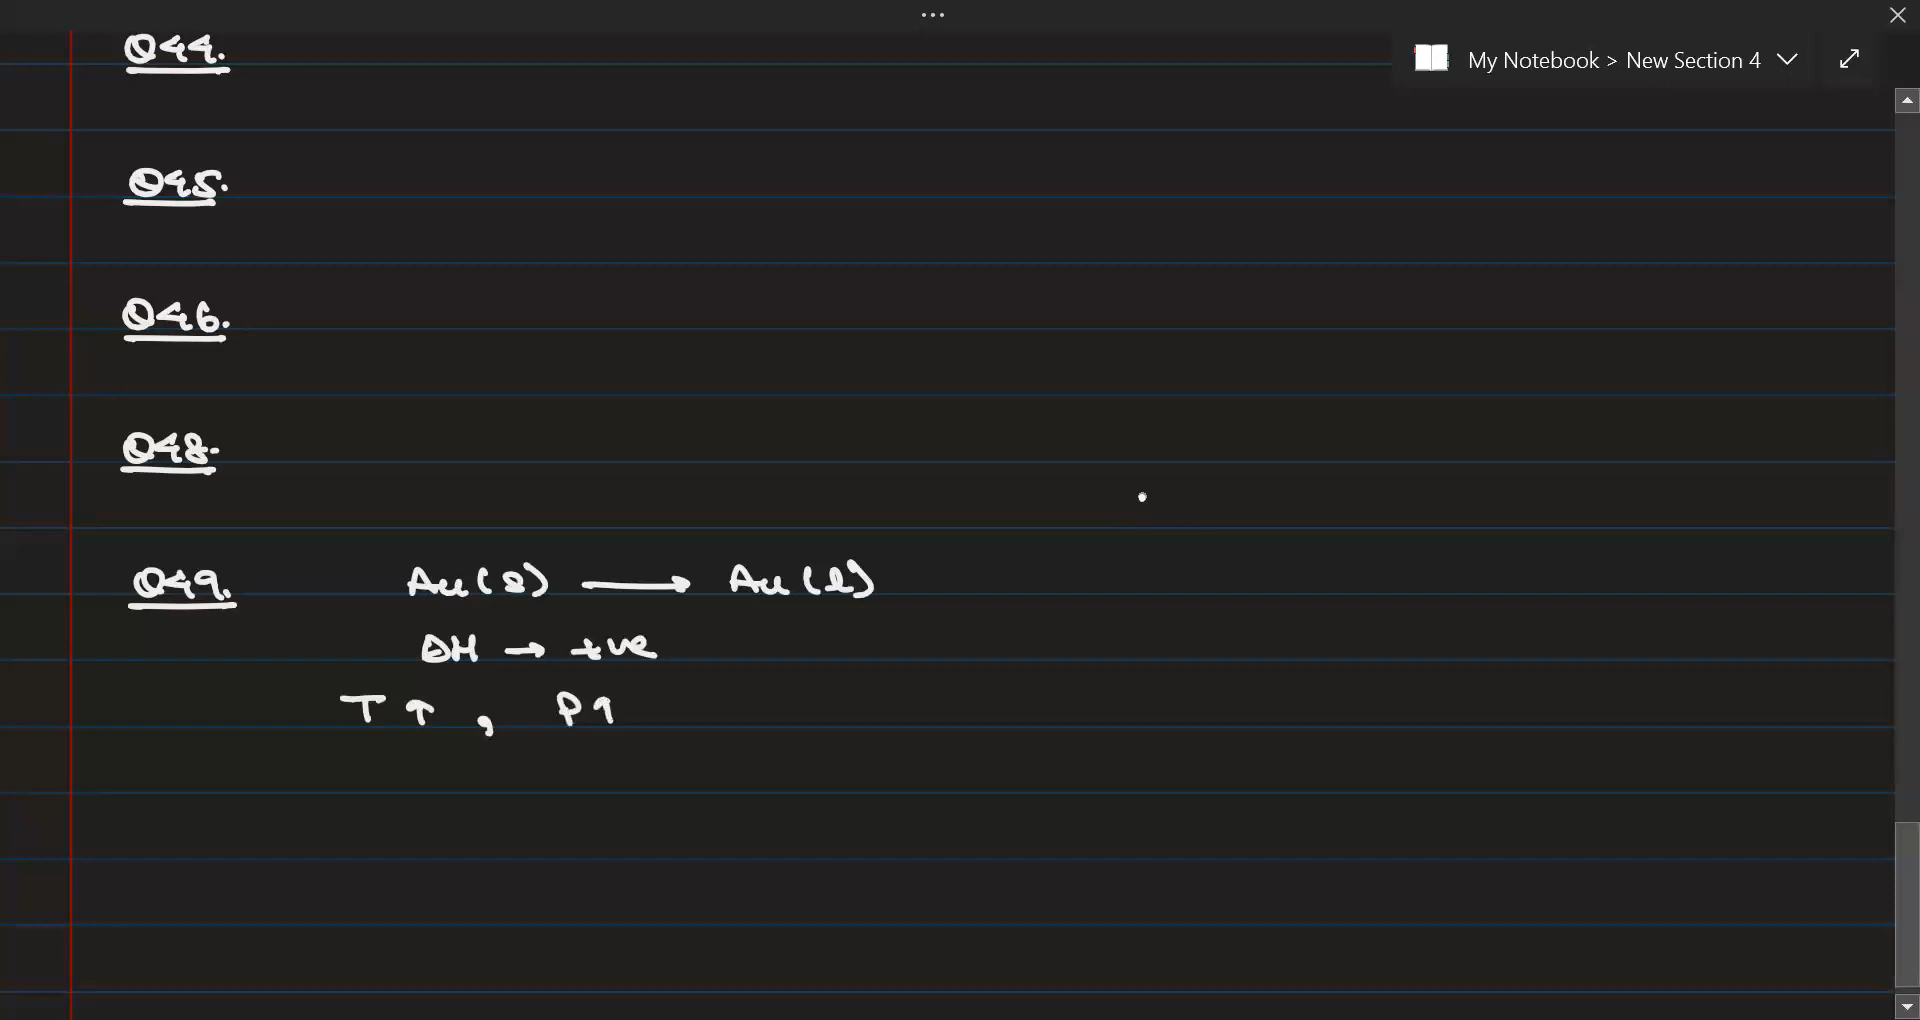 ...
Q44.
My Notebook > New Section 4
Q45.
Q46.
Q48.
Q49. Au(s) ⟶ Au(l)
ΔH → +ve
T↑ , P↑